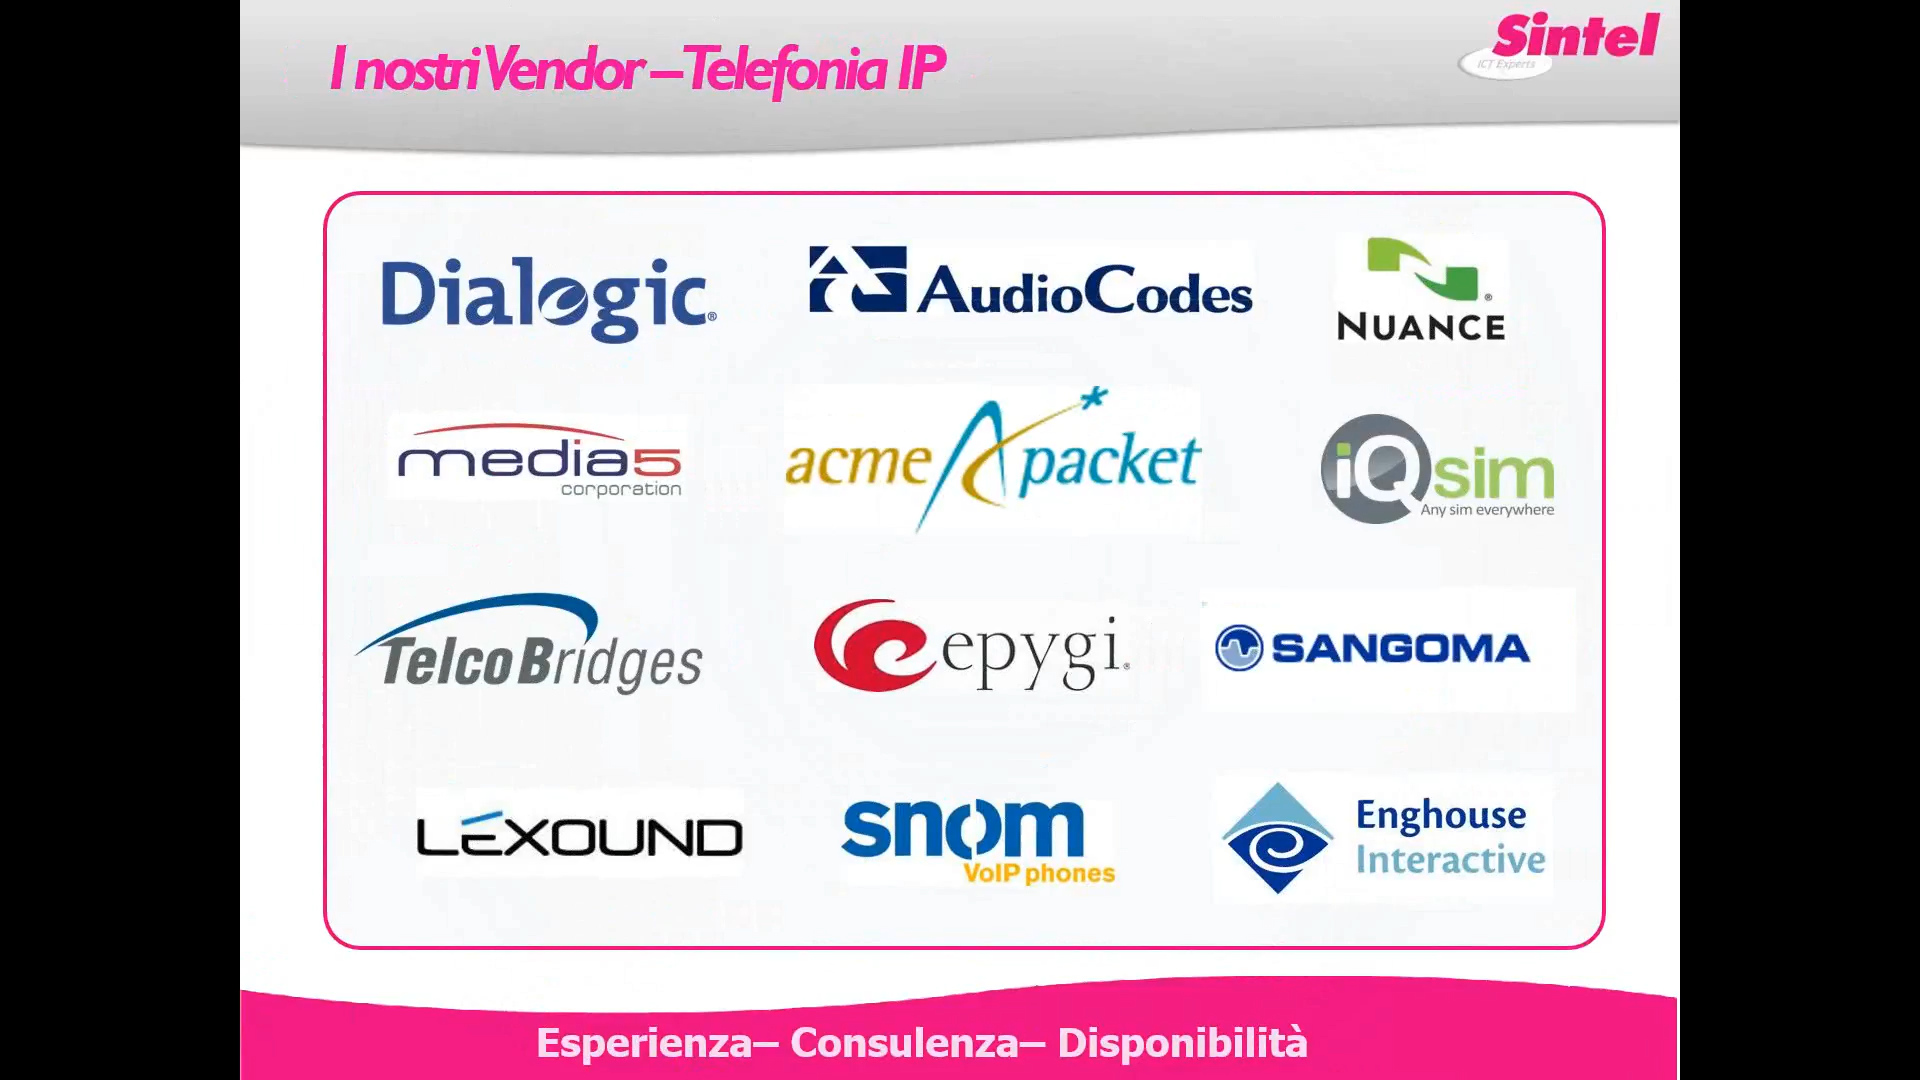 I nostri Vendor – Telefonia IP
Sintel
ICT Experts
Dialogic®
AudioCodes
NUANCE®
media5
corporation
acme packet
iQsim
Any sim everywhere
TelcoBridges
epygi®
SANGOMA
LÉXOUND
snom
VoIP phones
Enghouse
Interactive
Esperienza– Consulenza– Disponibilità